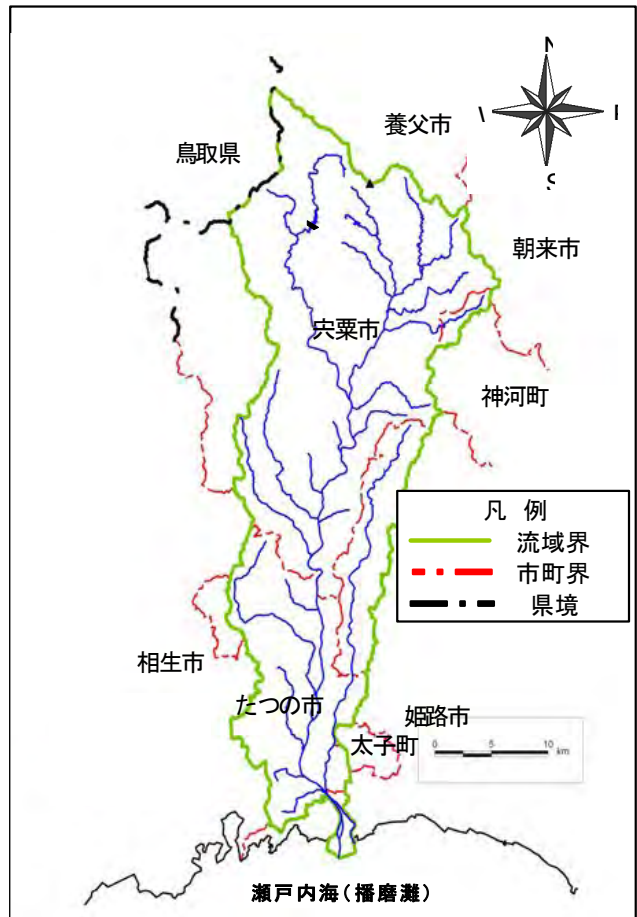 N
養父市
鳥取県
S
朝来市
宍粟市
神河町
凡 例
流域界
市町界
県境
相生市
たつの市
姫路市
太子町
0 5 10
km
瀬戸内海(播磨灘)